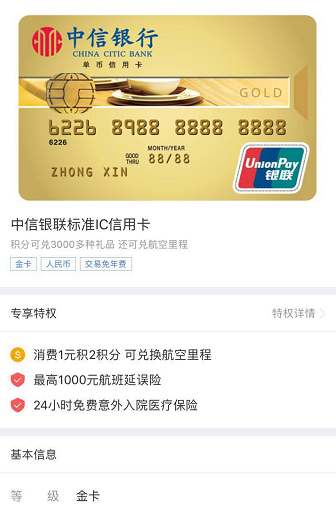 中信银行
CHINA CITIC BANK
单币信用卡
GOLD
6226 8988 8888 8888
6226
MONTH/YEAR
GOOD THRU 88/88
ZHONG XIN
UnionPay
银联
中信银联标准IC信用卡
积分可兑3000多种礼品 还可兑航空里程
金卡 人民币 交易免年费
专享特权 特权详情
消费1元积2积分 可兑换航空里程
最高1000元航班延误险
24小时免费意外入院医疗保险
基本信息
等 级 金卡